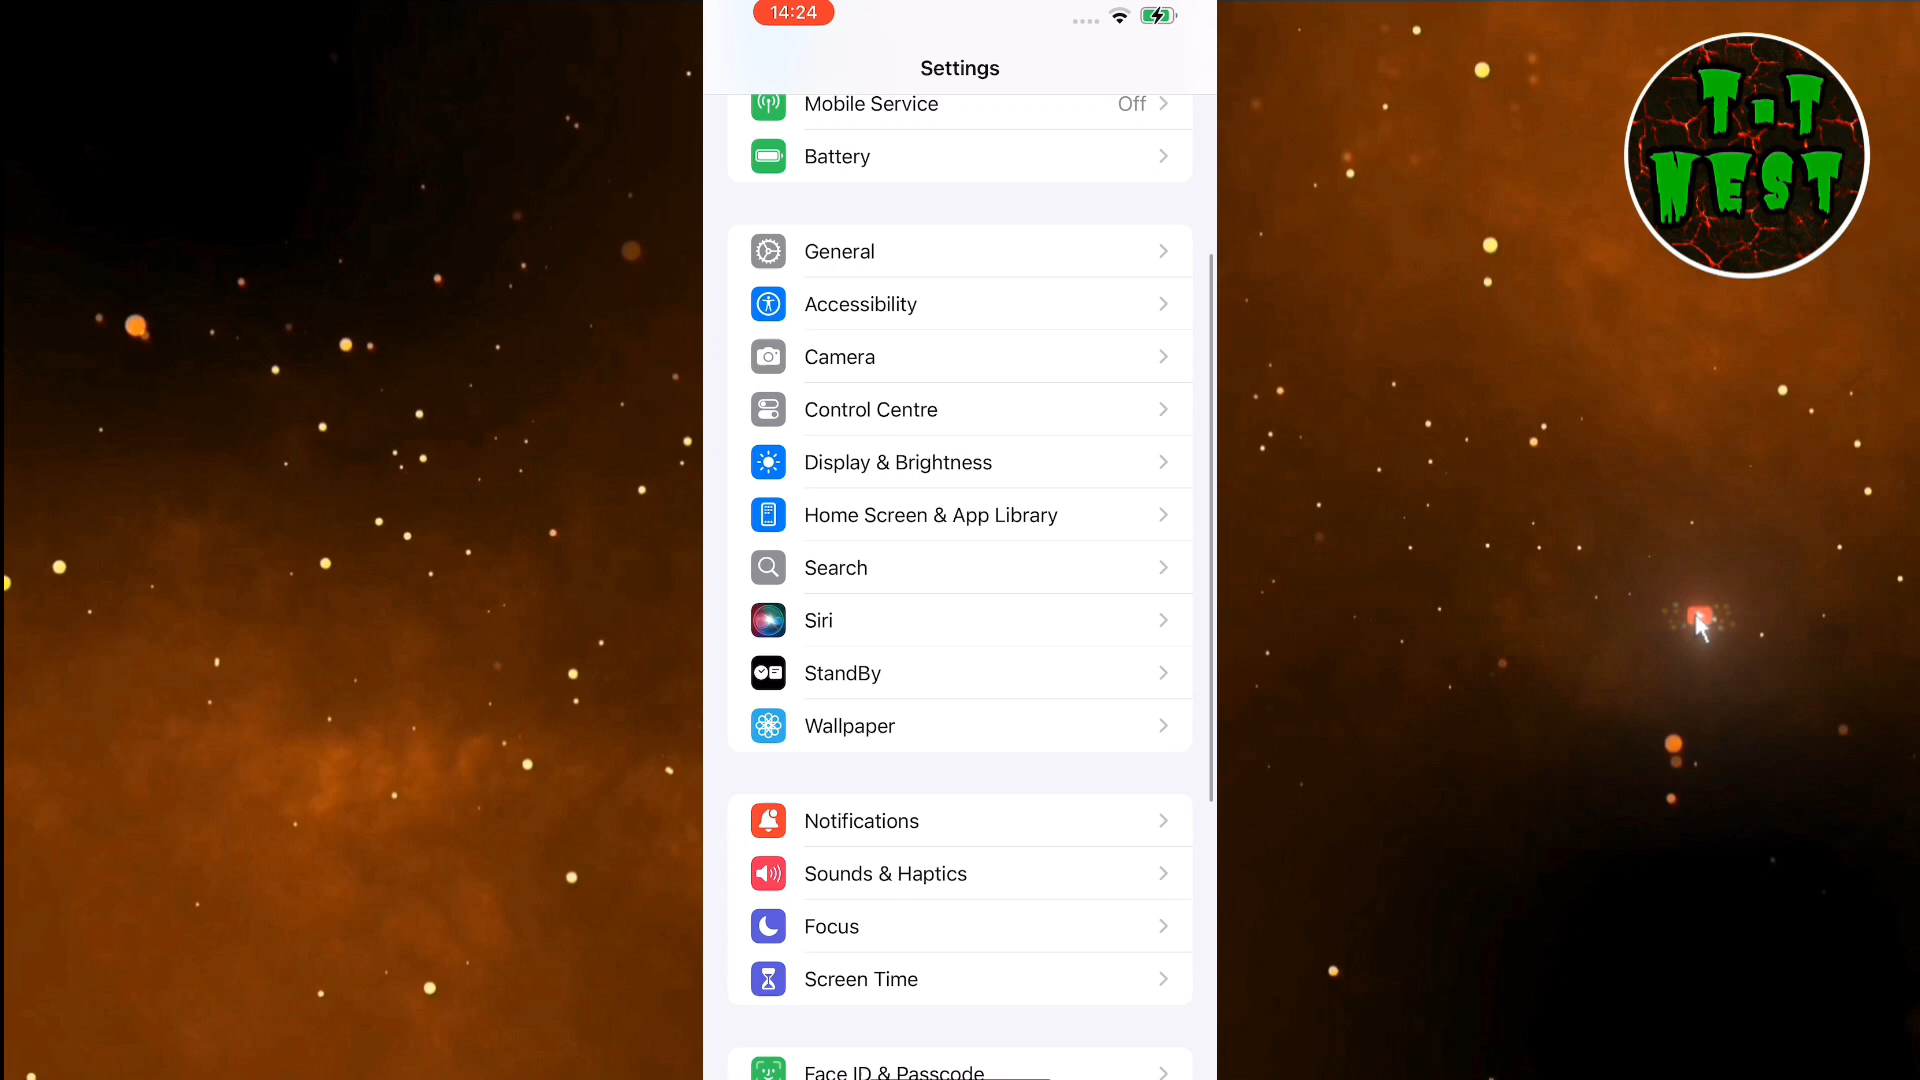 14:24
Settings
Mobile Service Off
Battery
General
Accessibility
Camera
Control Centre
Display & Brightness
Home Screen & App Library
Search
Siri
StandBy
Wallpaper
Notifications
Sounds & Haptics
Focus
Screen Time
Face ID & Passcode
T-T
WEST